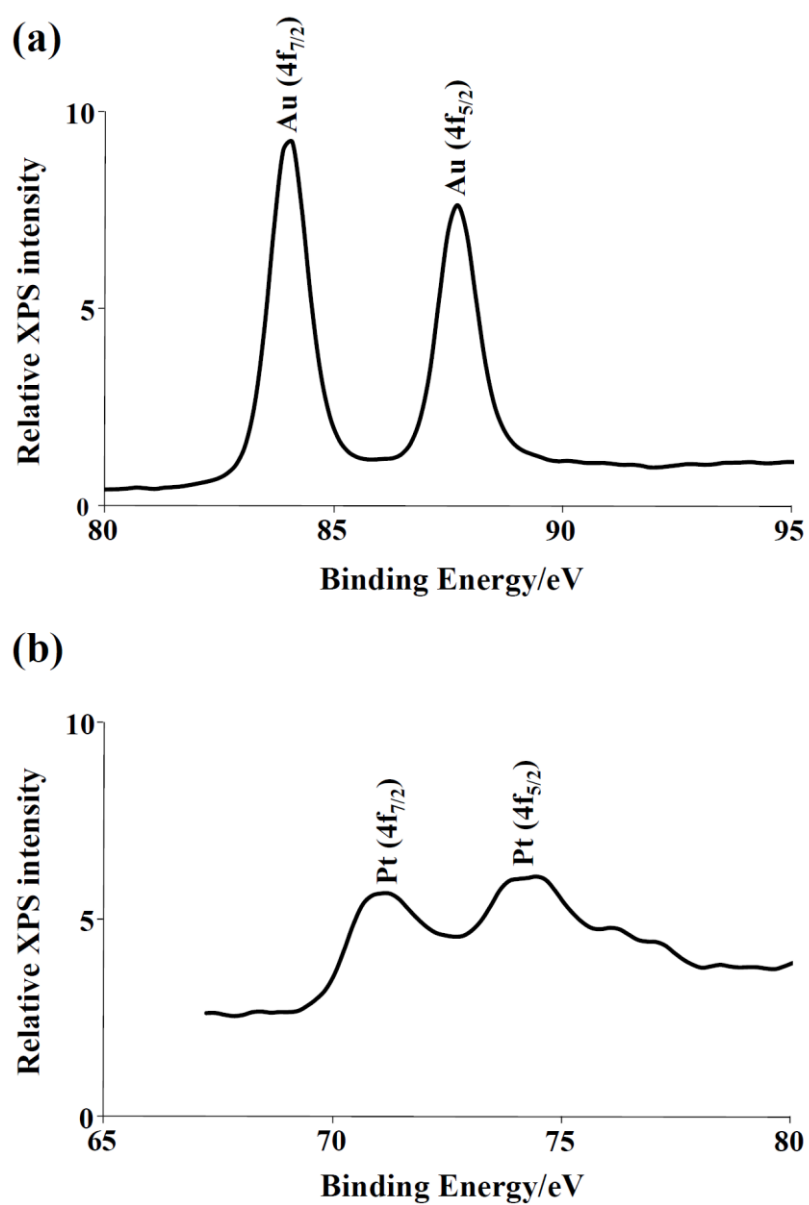 (a)
Au (4f7/2)
Au (4f5/2)
Relative XPS intensity
10
5
0
80
85
90
95
Binding Energy/eV
(b)
Pt (4f7/2)
Pt (4f5/2)
Relative XPS intensity
10
5
0
65
70
75
80
Binding Energy/eV